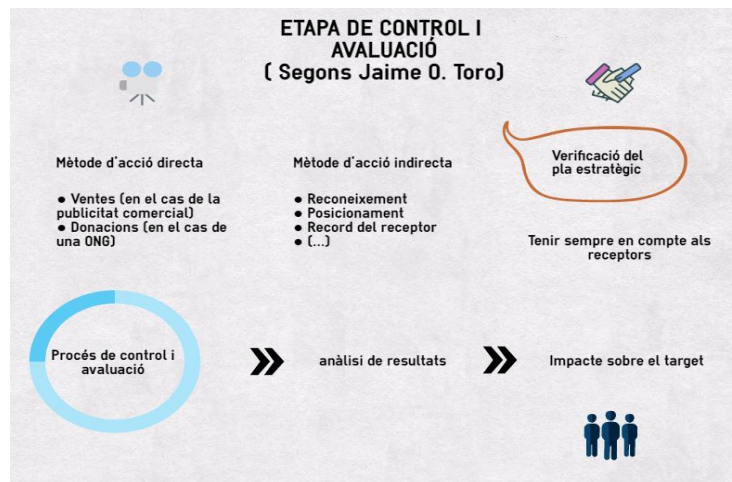 ETAPA DE CONTROL I
AVALUACIÓ
( Segons Jaime O. Toro)
Mètode d'acció directa
● Ventes (en el cas de la
publicitat comercial)
● Donacions (en el cas de
una ONG)
Mètode d'acció indirecta
● Reconeixement
● Posicionament
● Record del receptor
● (...)
Verificació del
pla estratègic
Tenir sempre en compte als
receptors
Procés de control i
avaluació
anàlisi de resultats
Impacte sobre el target